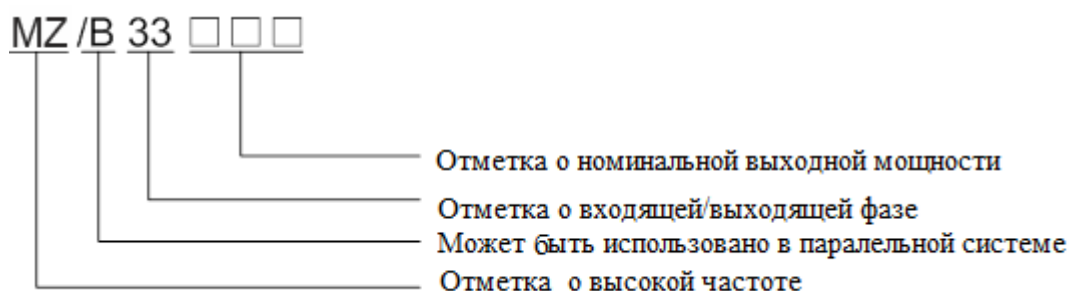 MZ /B 33 □ □ □
Отметка о номинальной выходной мощности
Отметка о входящей/выходящей фазе
Может быть использовано в паралельной системе
Отметка о высокой частоте